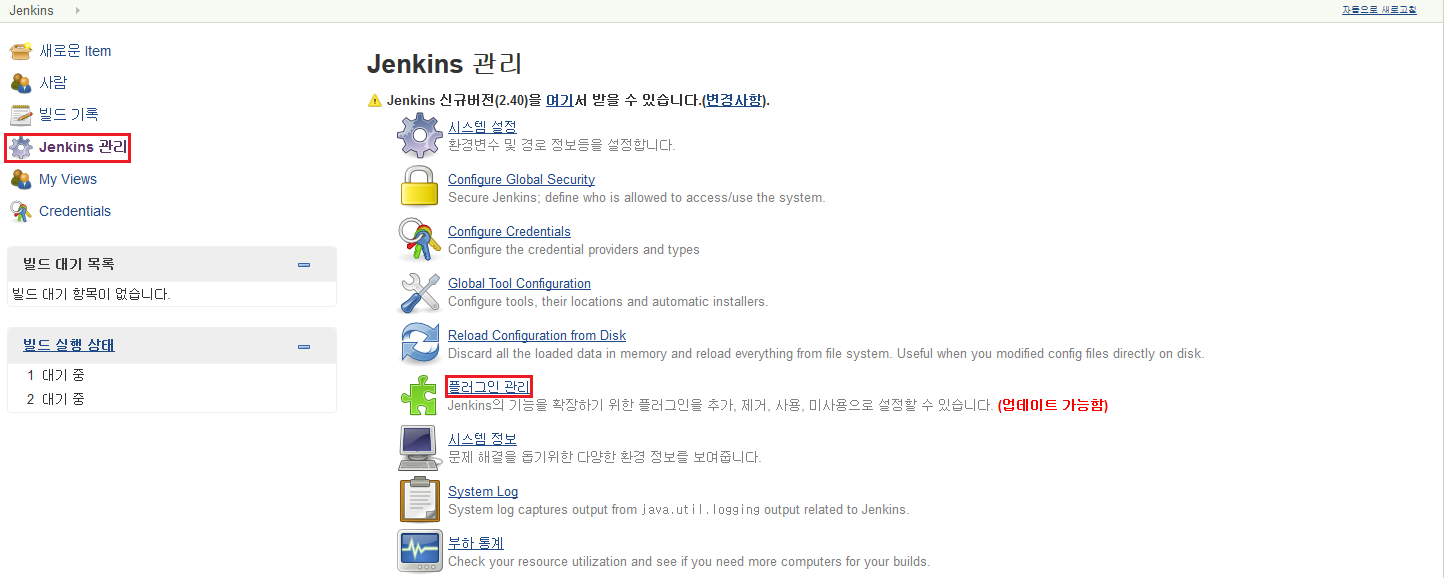 Jenkins
자동으로 새로고침
새로운 Item
사람
빌드 기록
Jenkins 관리
My Views
Credentials
빌드 대기 목록
빌드 대기 항목이 없습니다.
빌드 실행 상태
1 대기 중
2 대기 중
Jenkins 관리
Jenkins 신규버전(2.40)을 여기서 받을 수 있습니다.(변경사항).
시스템 설정
환경변수 및 경로 정보등을 설정합니다.
Configure Global Security
Secure Jenkins; define who is allowed to access/use the system.
Configure Credentials
Configure the credential providers and types
Global Tool Configuration
Configure tools, their locations and automatic installers.
Reload Configuration from Disk
Discard all the loaded data in memory and reload everything from file system. Useful when you modified config files directly on disk.
플러그인 관리
Jenkins의 기능을 확장하기 위한 플러그인을 추가, 제거, 사용, 미사용으로 설정할 수 있습니다. (업데이트 가능함)
시스템 정보
문제 해결을 돕기위한 다양한 환경 정보를 보여줍니다.
System Log
System log captures output from java.util.logging output related to Jenkins.
부하 통계
Check your resource utilization and see if you need more computers for your builds.